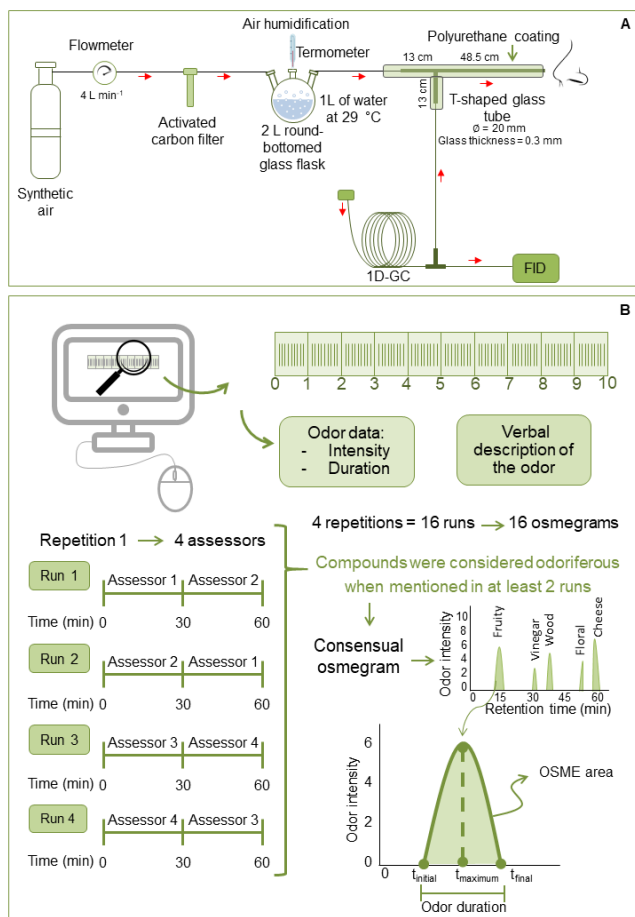 A
Air humidification
Polyurethane coating
Flowmeter
Termometer
13 cm
48.5 cm
4 L min⁻¹
13 cm
1L of water
at 29 °C
T-shaped glass
tube
Ø = 20 mm
Glass thickness = 0.3 mm
Activated
carbon filter
2 L round-
bottomed
glass flask
Synthetic
air
1D-GC
FID
B
0 1 2 3 4 5 6 7 8 9 10
Odor data:
- Intensity
- Duration
Verbal
description of
the odor
Repetition 1
4 assessors
4 repetitions = 16 runs
16 osmegrams
Compounds were considered odoriferous
when mentioned in at least 2 runs
Run 1
Assessor 1 Assessor 2
Time (min) 0 30 60
Run 2
Assessor 2 Assessor 1
Time (min) 0 30 60
Run 3
Assessor 3 Assessor 4
Time (min) 0 30 60
Run 4
Assessor 4 Assessor 3
Time (min) 0 30 60
Consensual
osmegram
Odor intensity
10
8
6
4
2
0
Fruity
Vinegar
Wood
Floral
Cheese
0 15 30 45 60
Retention time (min)
Odor intensity
6
4
2
0
OSME area
0 tinitial tmaximum tfinal
Odor duration